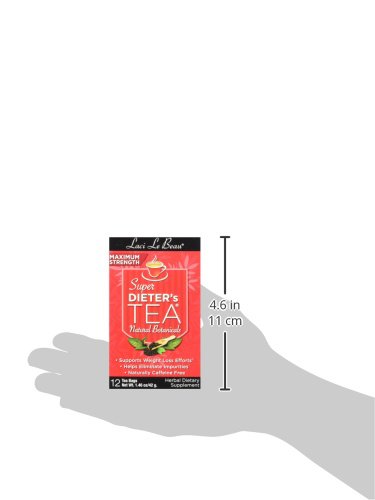 Laci Le Beau®
MAXIMUM
STRENGTH
Super
DIETER's
TEA®
Natural Botanicals
• Supports Weight Loss Efforts†
• Helps Eliminate Impurities
• Naturally Caffeine Free
12 Tea Bags
Net Wt. 1.48 oz/42 g.
Herbal Dietary
Supplement
4.6 in
11 cm